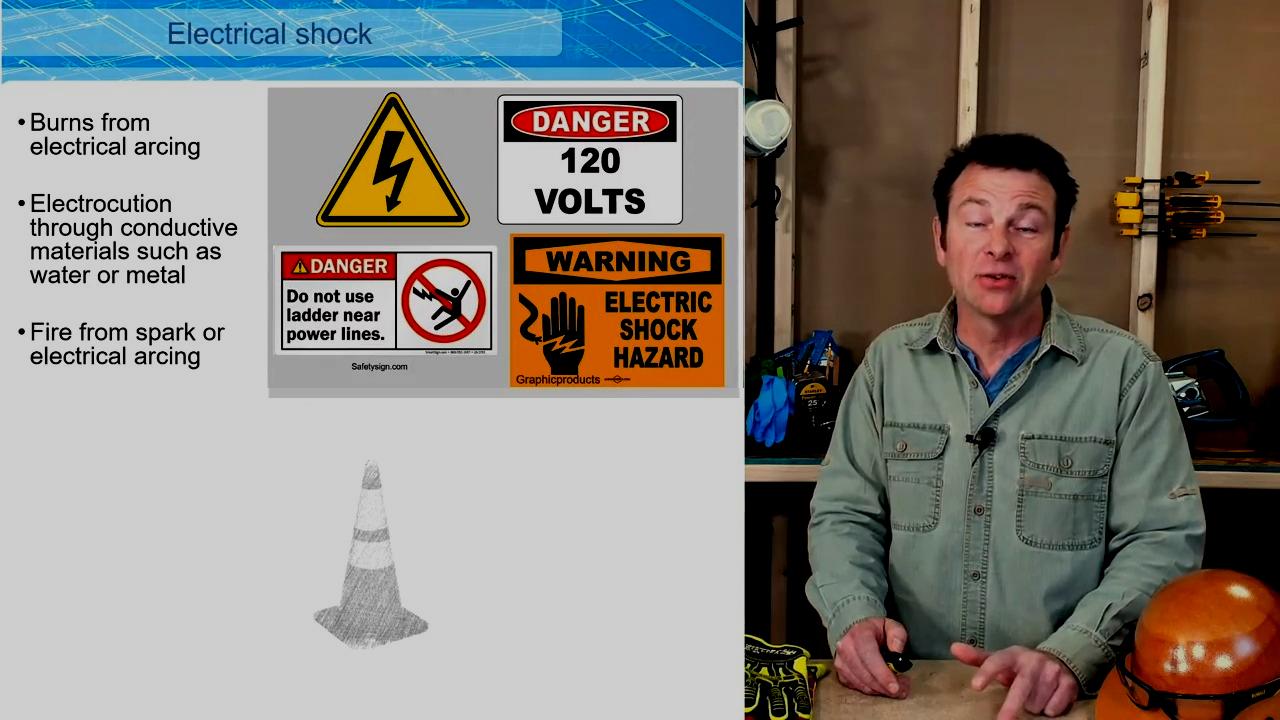 Electrical shock
• Burns from
electrical arcing
• Electrocution
through conductive
materials such as
water or metal
• Fire from spark or
electrical arcing
DANGER
120
VOLTS
DANGER
Do not use
ladder near
power lines.
Safetysign.com
WARNING
ELECTRIC
SHOCK
HAZARD
Graphicproducts
STANLEY
25